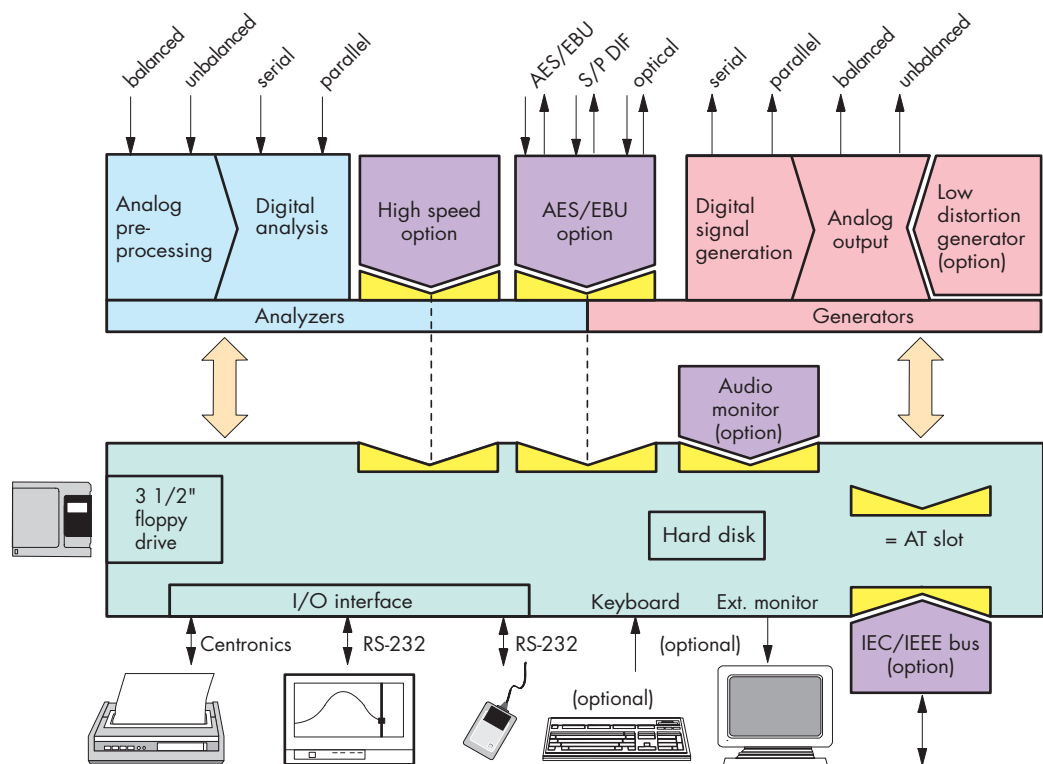 balanced
unbalanced
serial
parallel
AES/EBU
S/P DIF
optical
serial
parallel
balanced
unbalanced
Analog
pre-
processing
Digital
analysis
High speed
option
AES/EBU
option
Digital
signal
generation
Analog
output
Low
distortion
generator
(option)
Analyzers
Generators
Audio
monitor
(option)
3 1/2"
floppy
drive
Hard disk
= AT slot
I/O interface
Keyboard
Ext. monitor
Centronics
RS-232
RS-232
(optional)
IEC/IEEE bus
(option)
(optional)